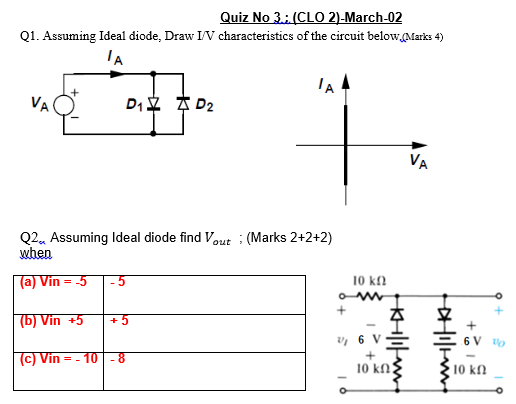 Quiz No 3 : (CLO 2)-March-02
Q1. Assuming Ideal diode, Draw I/V characteristics of the circuit below.(Marks 4)
IA
VA
+
−
D1
D2
IA
VA
Q2. Assuming Ideal diode find Vout ; (Marks 2+2+2)
when
(a) Vin = -5 - 5
(b) Vin +5 + 5
(c) Vin = - 10 - 8
10 kΩ
+ +
− +
vI 6 V 6 V vo
+ −
10 kΩ 10 kΩ
− −